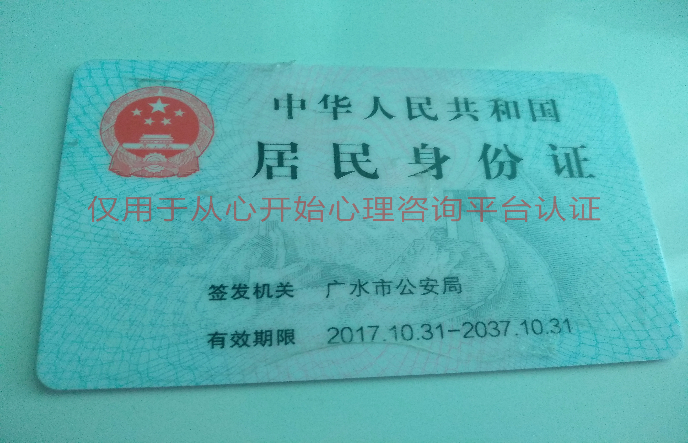 中华人民共和国
居民身份证
仅用于从心开始心理咨询平台认证
签发机关 广水市公安局
有效期限 2017.10.31-2037.10.31